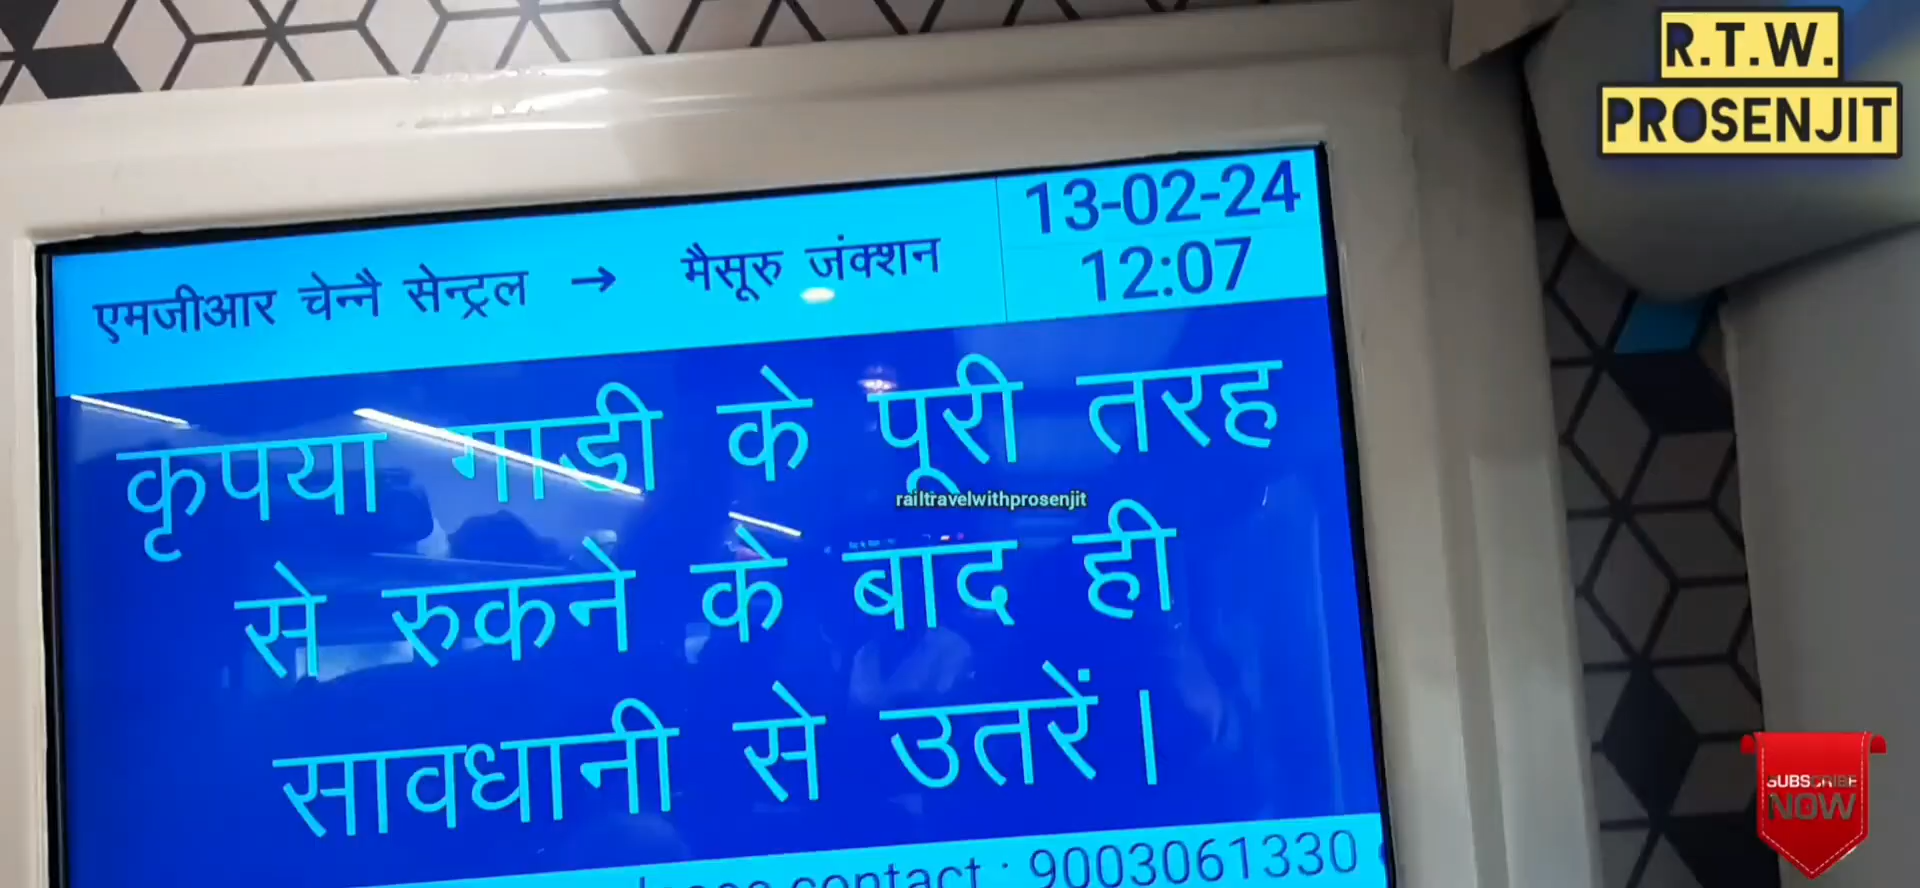 R.T.W.
PROSENJIT
एमजीआर चेन्नै सेन्ट्रल → मैसूरु जंक्शन
13-02-24
12:07
कृपया गाडी के पूरी तरह
railtravelwithprosenjit
से रुकने के बाद ही
सावधानी से उतरें।
contact : 9003061330
SUBSCRIBE
NOW